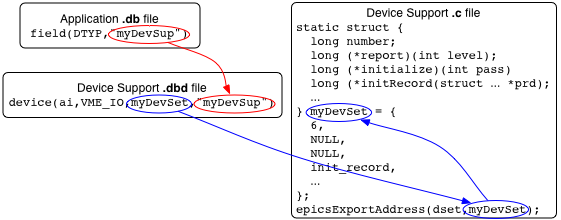 Application .db file
field(DTYP,"myDevSup")
Device Support .dbd file
device(ai,VME_IO,myDevSet,"myDevSup")
Device Support .c file
static struct {
long number;
long (*report)(int level);
long (*initialize)(int pass)
long (*initRecord(struct … *prd);
…
} myDevSet = {
6,
NULL,
NULL,
init_record,
…
};
epicsExportAddress(dset,myDevSet);